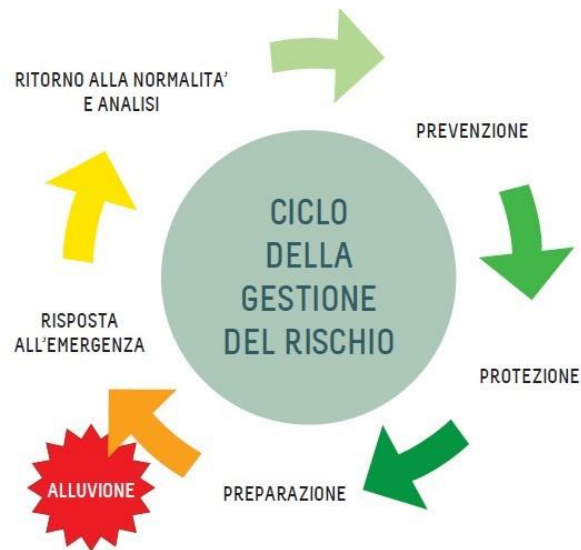 RITORNO ALLA NORMALITA'
E ANALISI
PREVENZIONE
CICLO
DELLA
GESTIONE
DEL RISCHIO
RISPOSTA
ALL'EMERGENZA
PROTEZIONE
ALLUVIONE
PREPARAZIONE